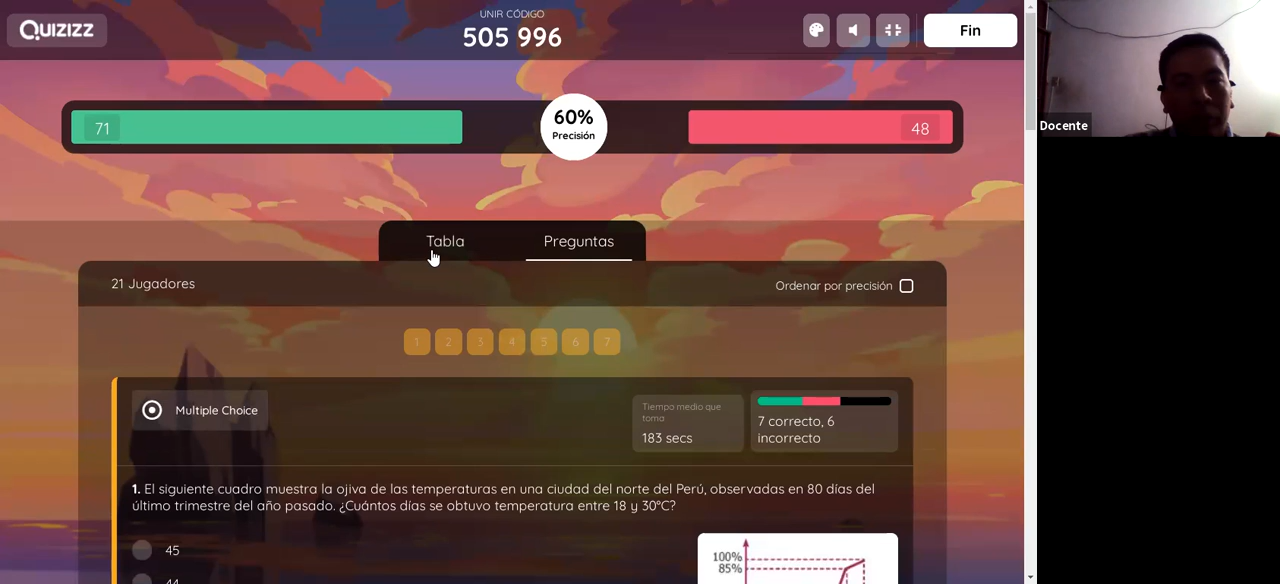 Quizizz
UNIR CÓDIGO
505 996
Fin
71
60%
Precisión
48
Docente
Tabla
Preguntas
21 Jugadores
Ordenar por precisión
1 2 3 4 5 6 7
Multiple Choice
Tiempo medio que
toma
183 secs
7 correcto, 6
incorrecto
1. El siguiente cuadro muestra la ojiva de las temperaturas en una ciudad del norte del Perú, observadas en 80 días del
último trimestre del año pasado. ¿Cuántos días se obtuvo temperatura entre 18 y 30°C?
45
100%
85%
44